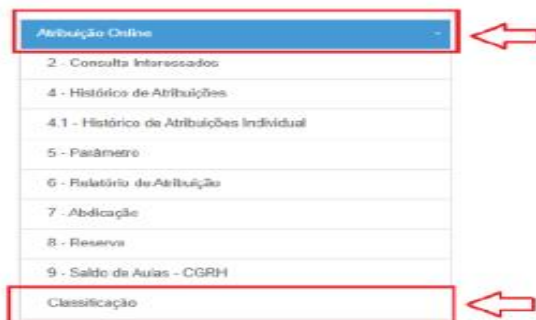 Atribuição Online
2 - Consulta Interessados
4 - Histórico de Atribuições
4.1 - Histórico de Atribuições Individual
5 - Parâmetro
6 - Relatório de Atribuição
7 - Abdicação
8 - Reserva
9 - Saldo de Aulas - CGRH
Classificação